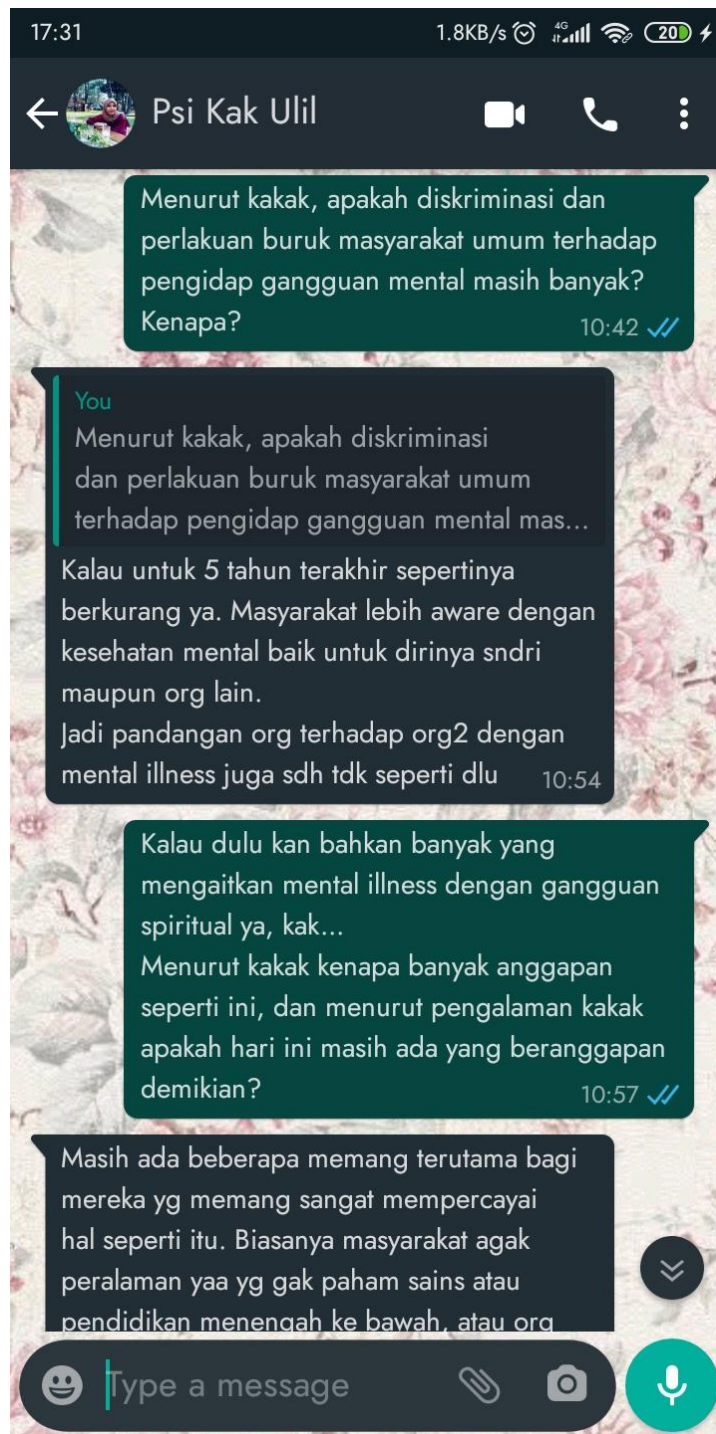 17:31
1.8KB/s 4G 20
Psi Kak Ulil
Menurut kakak, apakah diskriminasi dan
perlakuan buruk masyarakat umum terhadap
pengidap gangguan mental masih banyak?
Kenapa?
10:42
You
Menurut kakak, apakah diskriminasi
dan perlakuan buruk masyarakat umum
terhadap pengidap gangguan mental mas...
Kalau untuk 5 tahun terakhir sepertinya
berkurang ya. Masyarakat lebih aware dengan
kesehatan mental baik untuk dirinya sndri
maupun org lain.
Jadi pandangan org terhadap org2 dengan
mental illness juga sdh tdk seperti dlu
10:54
Kalau dulu kan bahkan banyak yang
mengaitkan mental illness dengan gangguan
spiritual ya, kak...
Menurut kakak kenapa banyak anggapan
seperti ini, dan menurut pengalaman kakak
apakah hari ini masih ada yang beranggapan
demikian?
10:57
Masih ada beberapa memang terutama bagi
mereka yg memang sangat mempercayai
hal seperti itu. Biasanya masyarakat agak
peralaman yaa yg gak paham sains atau
pendidikan menengah ke bawah, atau org
Type a message